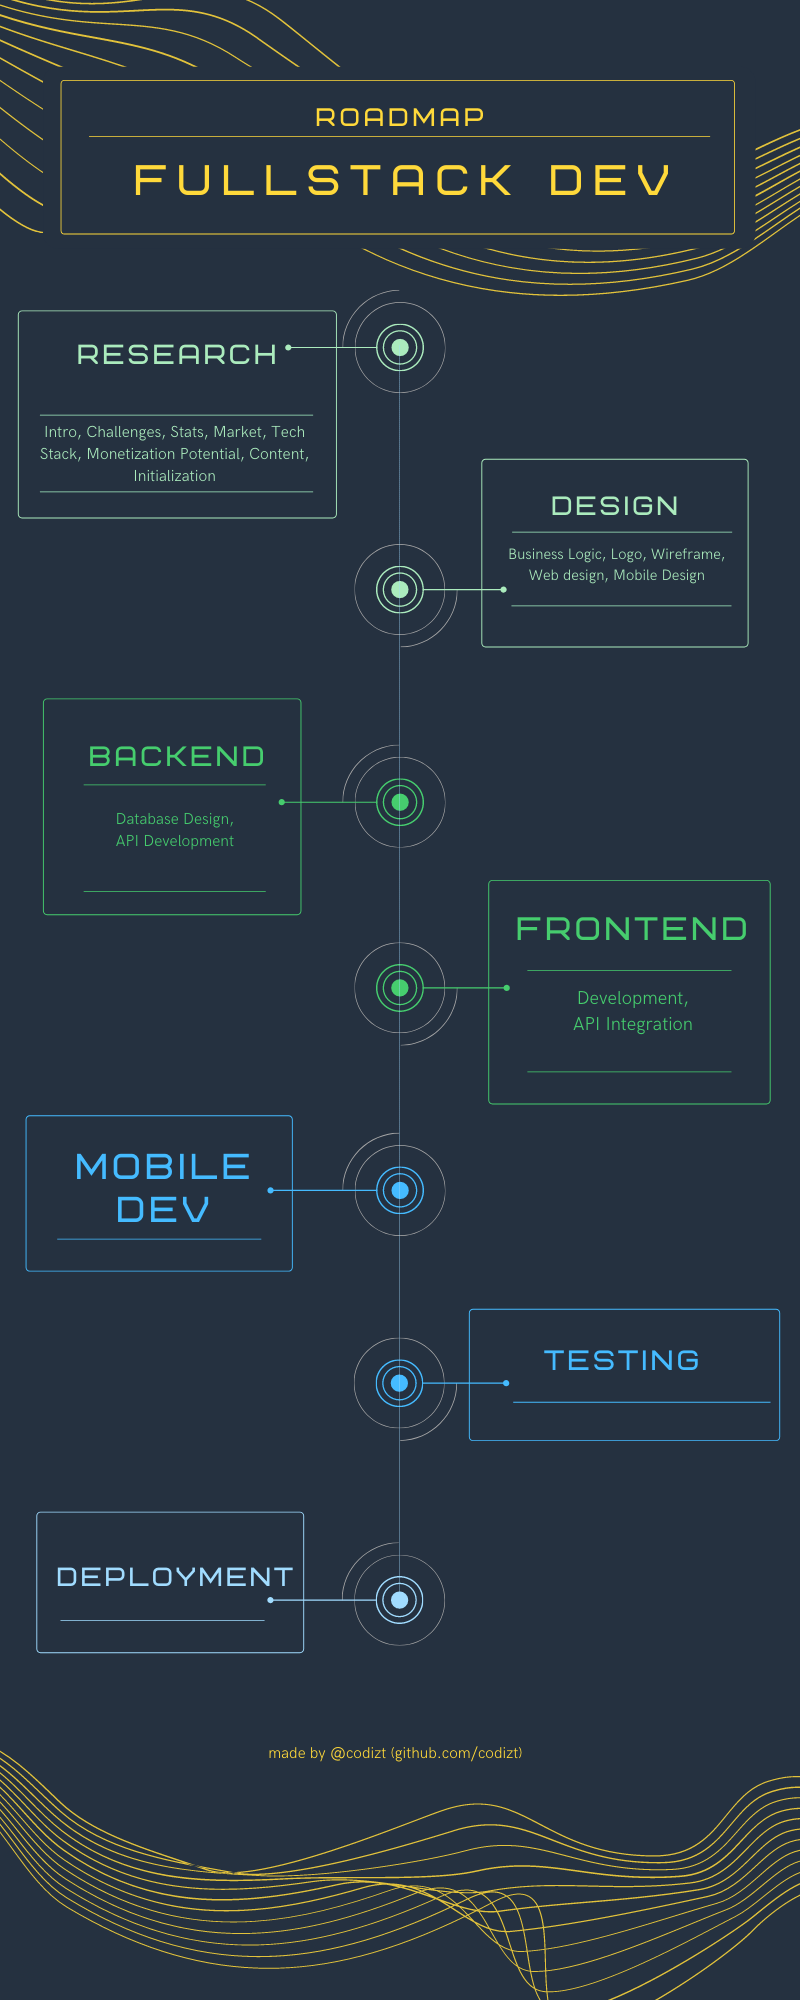 ROADMAP
FULLSTACK DEV
RESEARCH
Intro, Challenges, Stats, Market, Tech
Stack, Monetization Potential, Content,
Initialization
DESIGN
Business Logic, Logo, Wireframe,
Web design, Mobile Design
BACKEND
Database Design,
API Development
FRONTEND
Development,
API Integration
MOBILE
DEV
TESTING
DEPLOYMENT
made by @codizt (github.com/codizt)